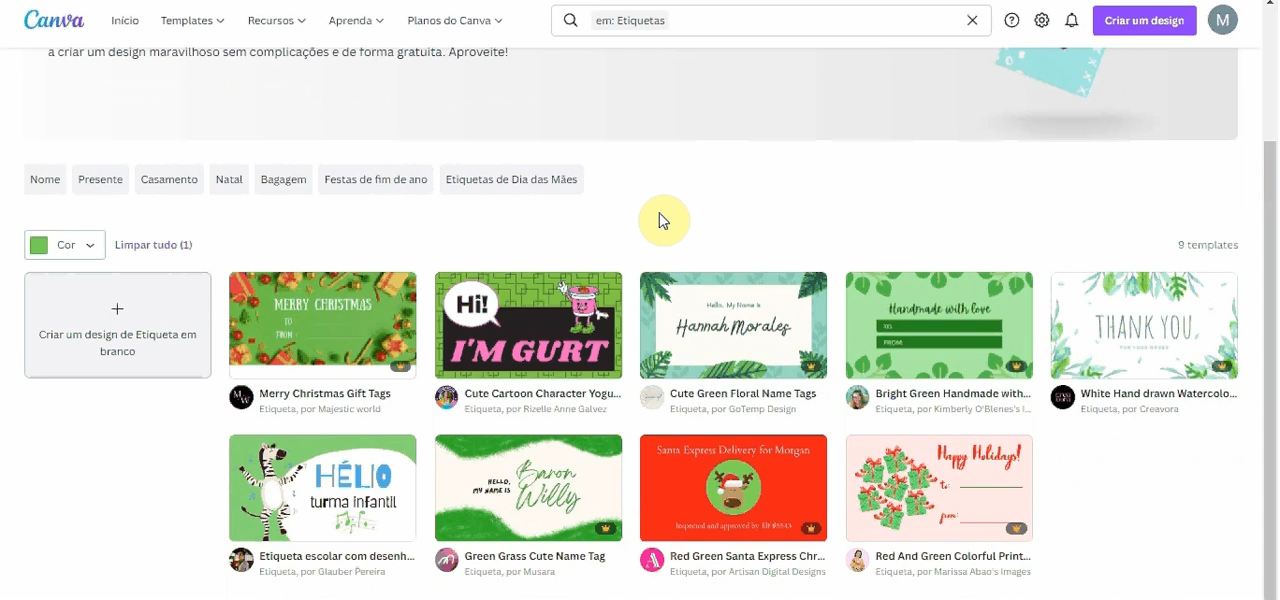 Canva
Início
Templates
Recursos
Aprenda
Planos do Canva
em: Etiquetas
Criar um design
M
a criar um design maravilhoso sem complicações e de forma gratuita. Aproveite!
Nome
Presente
Casamento
Natal
Bagagem
Festas de fim de ano
Etiquetas de Dia das Mães
Cor
Limpar tudo (1)
9 templates
Criar um design de Etiqueta em
branco
MERRY CHRISTMAS
TO:
FROM:
Merry Christmas Gift Tags
Etiqueta, por Majestic world
Hi!
I'M GURT
Cute Cartoon Character Yogu...
Etiqueta, por Rizelle Anne Galvez
Hello, My Name is
Hannah Morales
Cute Green Floral Name Tags
Etiqueta, por GoTemp Design
Handmade with love
TO:
FROM:
Bright Green Handmade with...
Etiqueta, por Kimberly O'Blenes's I...
THANK YOU
White Hand drawn Watercolo...
Etiqueta, por Creavora
HÉLIO
turma infantil
Etiqueta escolar com desenh...
Etiqueta, por Glauber Pereira
HELLO,
MY NAME IS
Baron
Willy
Green Grass Cute Name Tag
Etiqueta, por Musara
Santa Express Delivery for Morgan
Inspected and approved by Elf #5543
Red Green Santa Express Chr...
Etiqueta, por Artisan Digital Designs
Happy Holidays!
to:
from:
Red And Green Colorful Print...
Etiqueta, por Marissa Abao's Images